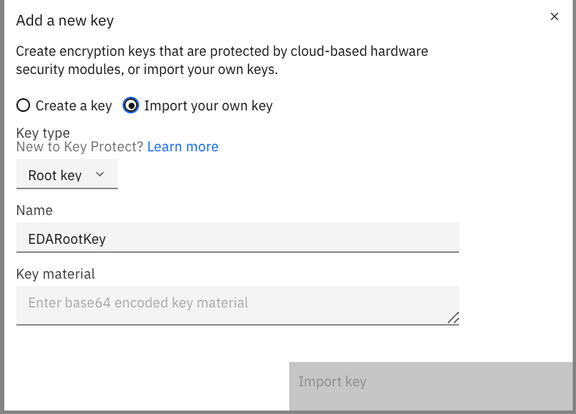 Add a new key
Create encryption keys that are protected by cloud-based hardware
security modules, or import your own keys.
Create a key Import your own key
Key type
New to Key Protect? Learn more
Root key
Name
EDARootKey
Key material
Enter base64 encoded key material
Import key